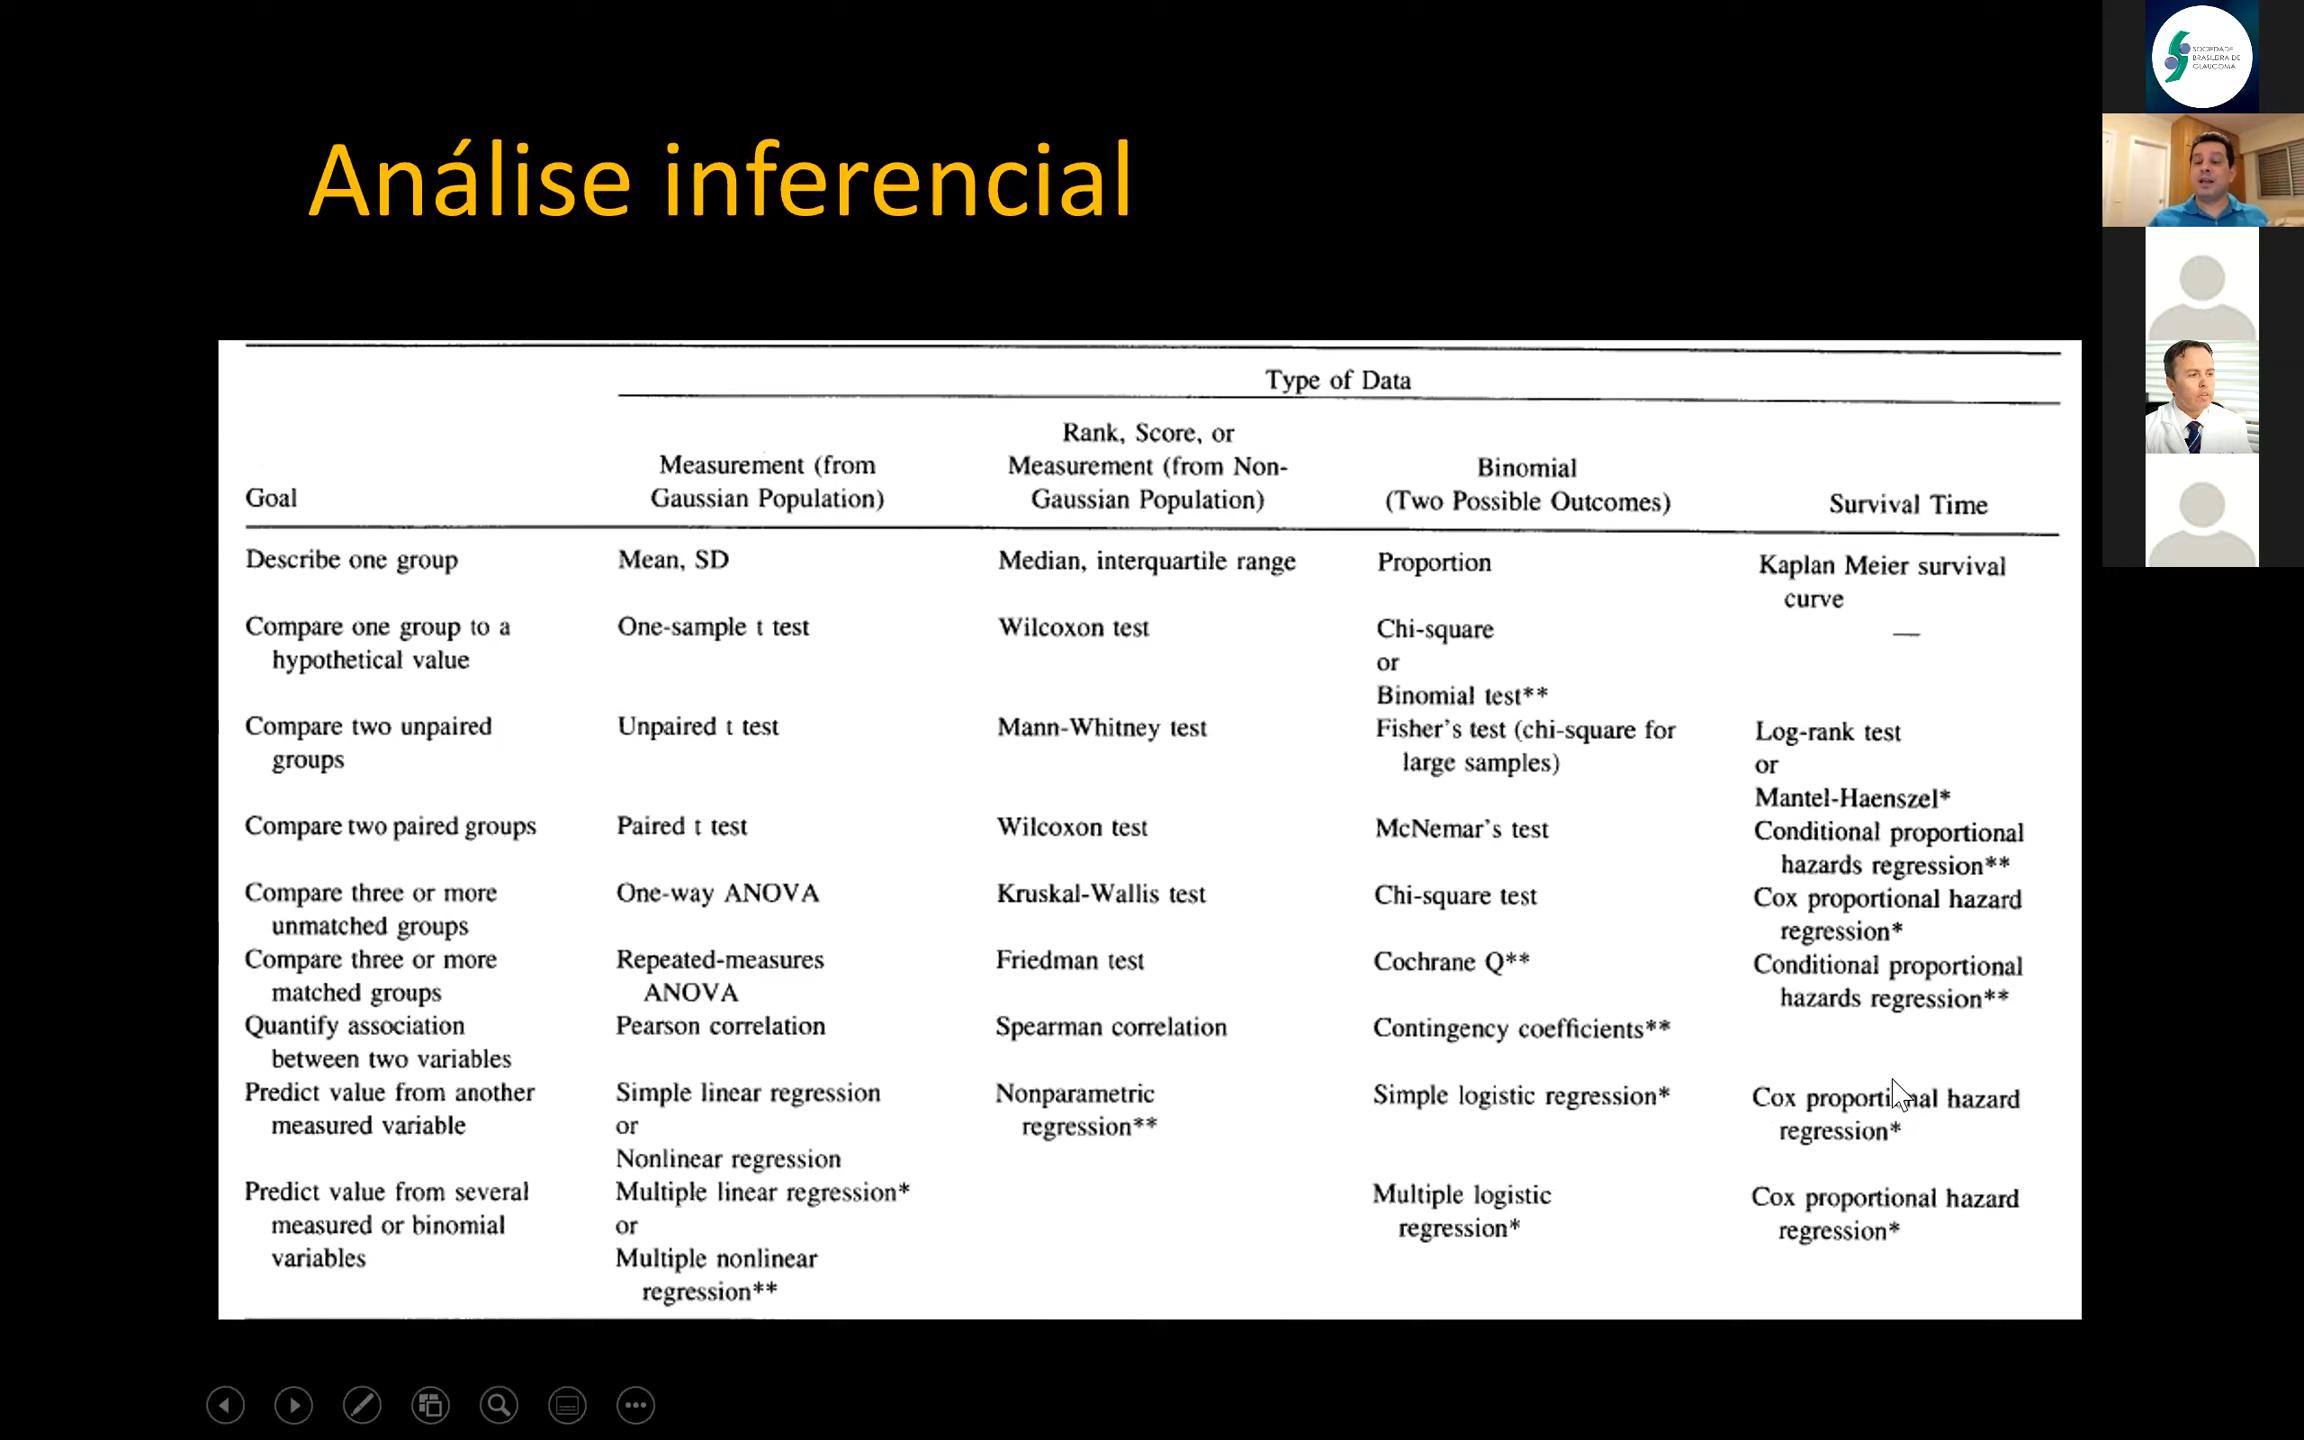 Análise inferencial
SOCIEDADE
BRASILEIRA DE
GLAUCOMA
Type of Data
Goal
Measurement (from
Gaussian Population)
Rank, Score, or
Measurement (from Non-
Gaussian Population)
Binomial
(Two Possible Outcomes)
Survival Time
Describe one group
Mean, SD
Median, interquartile range
Proportion
Kaplan Meier survival
curve
Compare one group to a
hypothetical value
One-sample t test
Wilcoxon test
Chi-square
or
Binomial test**
—
Compare two unpaired
groups
Unpaired t test
Mann-Whitney test
Fisher's test (chi-square for
large samples)
Log-rank test
or
Mantel-Haenszel*
Compare two paired groups
Paired t test
Wilcoxon test
McNemar's test
Conditional proportional
hazards regression**
Compare three or more
unmatched groups
One-way ANOVA
Kruskal-Wallis test
Chi-square test
Cox proportional hazard
regression*
Compare three or more
matched groups
Repeated-measures
ANOVA
Friedman test
Cochrane Q**
Conditional proportional
hazards regression**
Quantify association
between two variables
Pearson correlation
Spearman correlation
Contingency coefficients**
Predict value from another
measured variable
Simple linear regression
or
Nonlinear regression
Nonparametric
regression**
Simple logistic regression*
Cox proportional hazard
regression*
Predict value from several
measured or binomial
variables
Multiple linear regression*
or
Multiple nonlinear
regression**
Multiple logistic
regression*
Cox proportional hazard
regression*